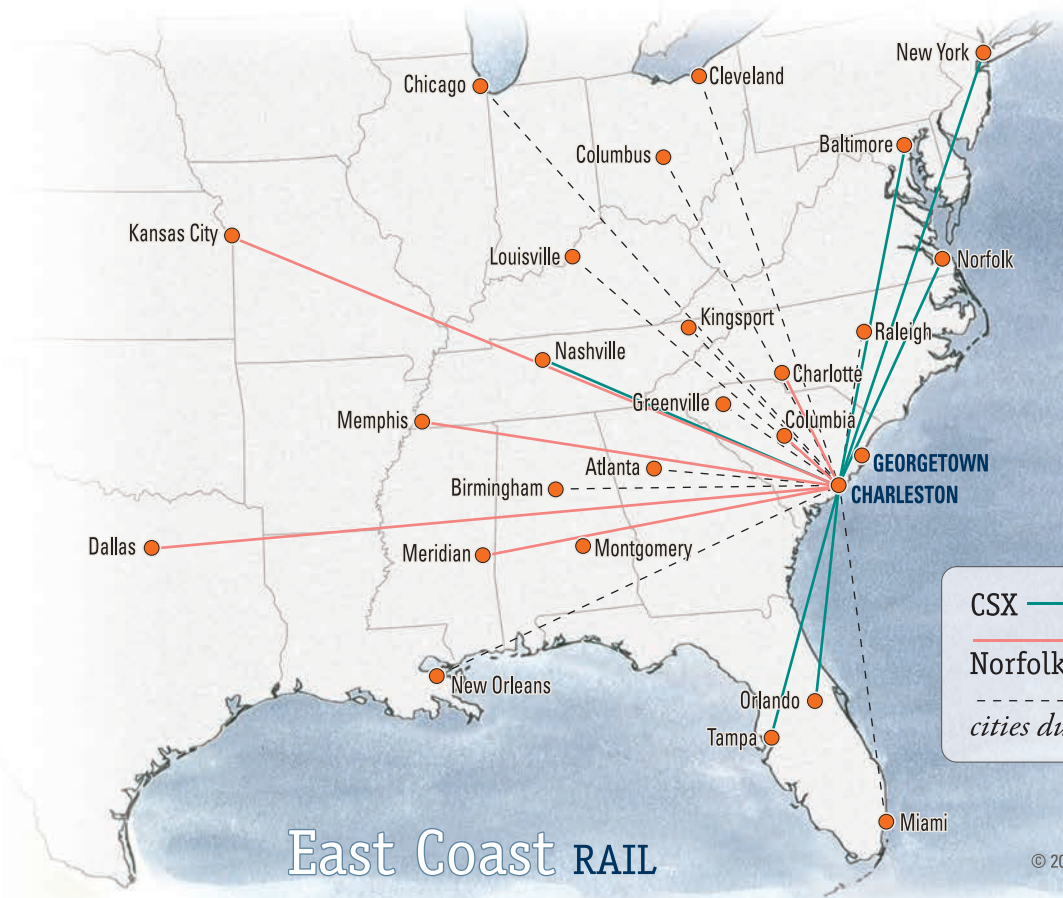 New York
Cleveland
Chicago
Baltimore
Columbus
Kansas City
Louisville
Norfolk
Kingsport
Raleigh
Nashville
Charlotte
Greenville
Memphis
Columbia
GEORGETOWN
Atlanta
Birmingham
CHARLESTON
Dallas
Meridian
Montgomery
CSX
Norfolk
New Orleans
Orlando
cities
Tampa
Miami
East Coast RAIL
©